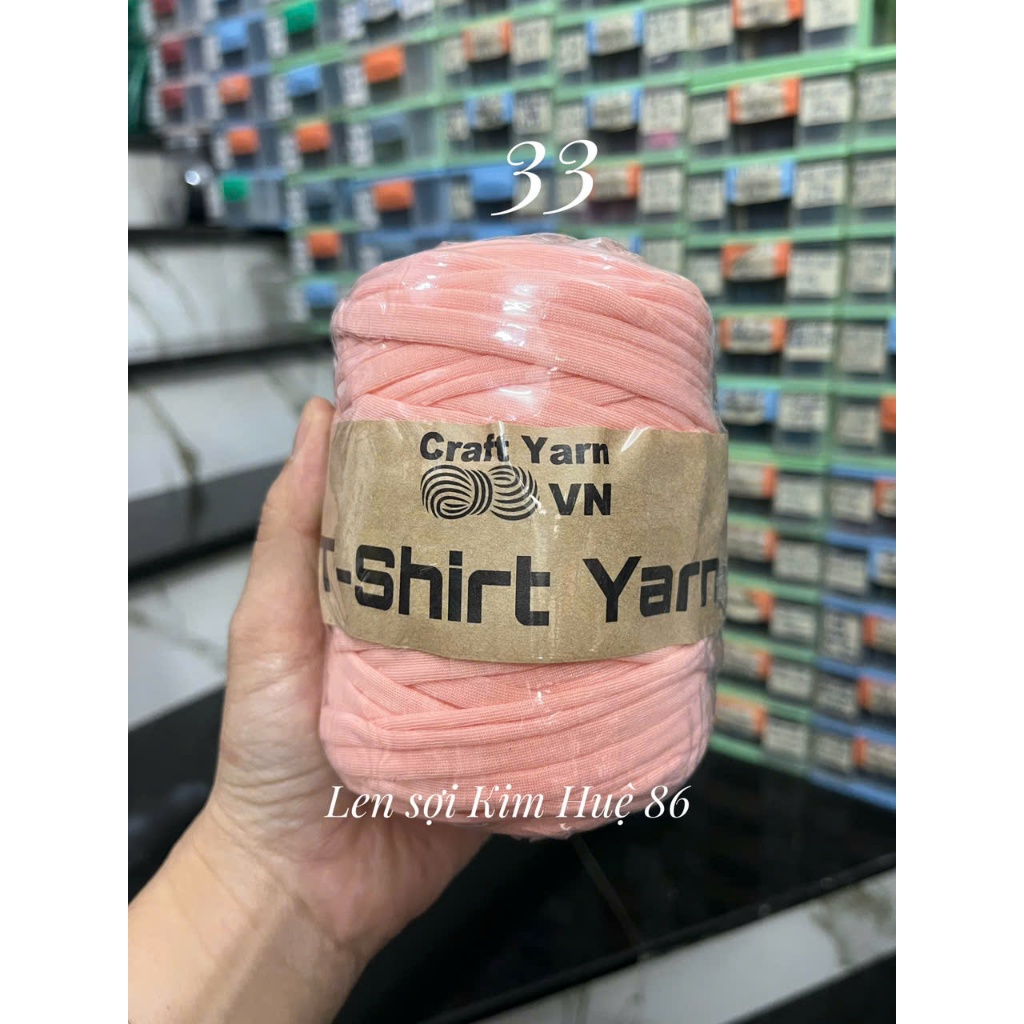 33
Craft Yarn
VN
T-Shirt Yarn
Len sợi Kim Huệ 86